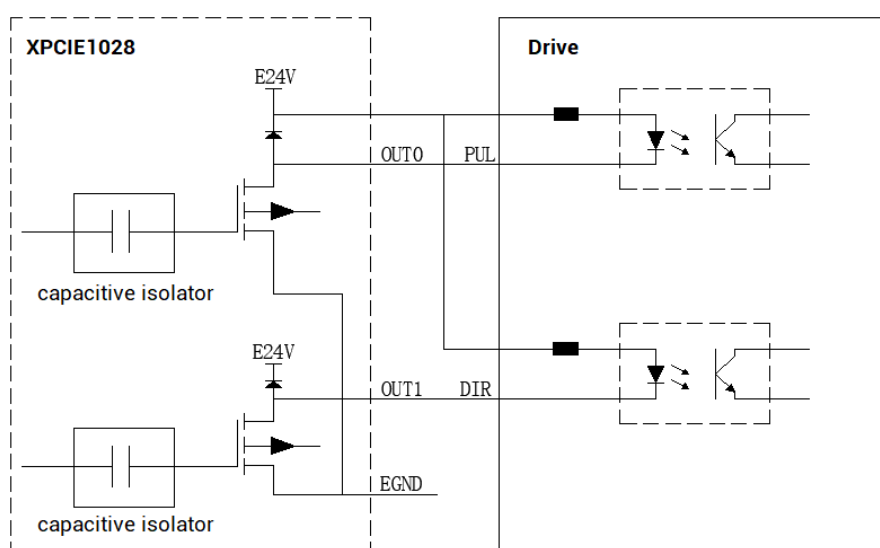 XPCIE1028
Drive
E24V
OUT0 PUL
capacitive isolator
E24V
OUT1 DIR
EGND
capacitive isolator